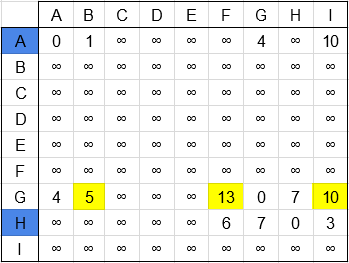 A B C D E F G H I
A 0 1 ∞ ∞ ∞ ∞ 4 ∞ 10
B ∞ ∞ ∞ ∞ ∞ ∞ ∞ ∞ ∞
C ∞ ∞ ∞ ∞ ∞ ∞ ∞ ∞ ∞
D ∞ ∞ ∞ ∞ ∞ ∞ ∞ ∞ ∞
E ∞ ∞ ∞ ∞ ∞ ∞ ∞ ∞ ∞
F ∞ ∞ ∞ ∞ ∞ ∞ ∞ ∞ ∞
G 4 5 ∞ ∞ ∞ 13 0 7 10
H ∞ ∞ ∞ ∞ ∞ 6 7 0 3
I ∞ ∞ ∞ ∞ ∞ ∞ ∞ ∞ ∞